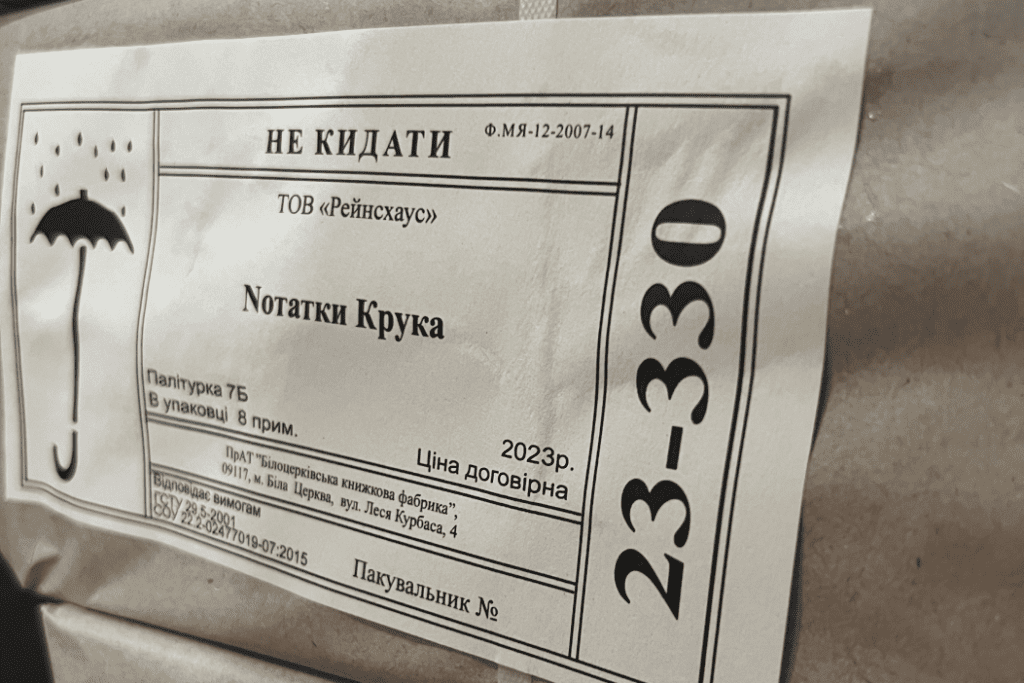 НЕ КИДАТИ
Ф.МЯ-12-2007-14
ТОВ «Рейнсхаус»
Nотатки Крука
Палітурка 7Б
В упаковці 8 прим.
2023р.
Ціна договірна
ПрАТ "Білоцерківська книжкова фабрика",
09117, м. Біла Церква, вул. Леся Курбаса, 4
Відповідає вимогам
ГСТУ 29.5-2001
СОУ 22.2-02477019-07:2015
Пакувальник №
23-330